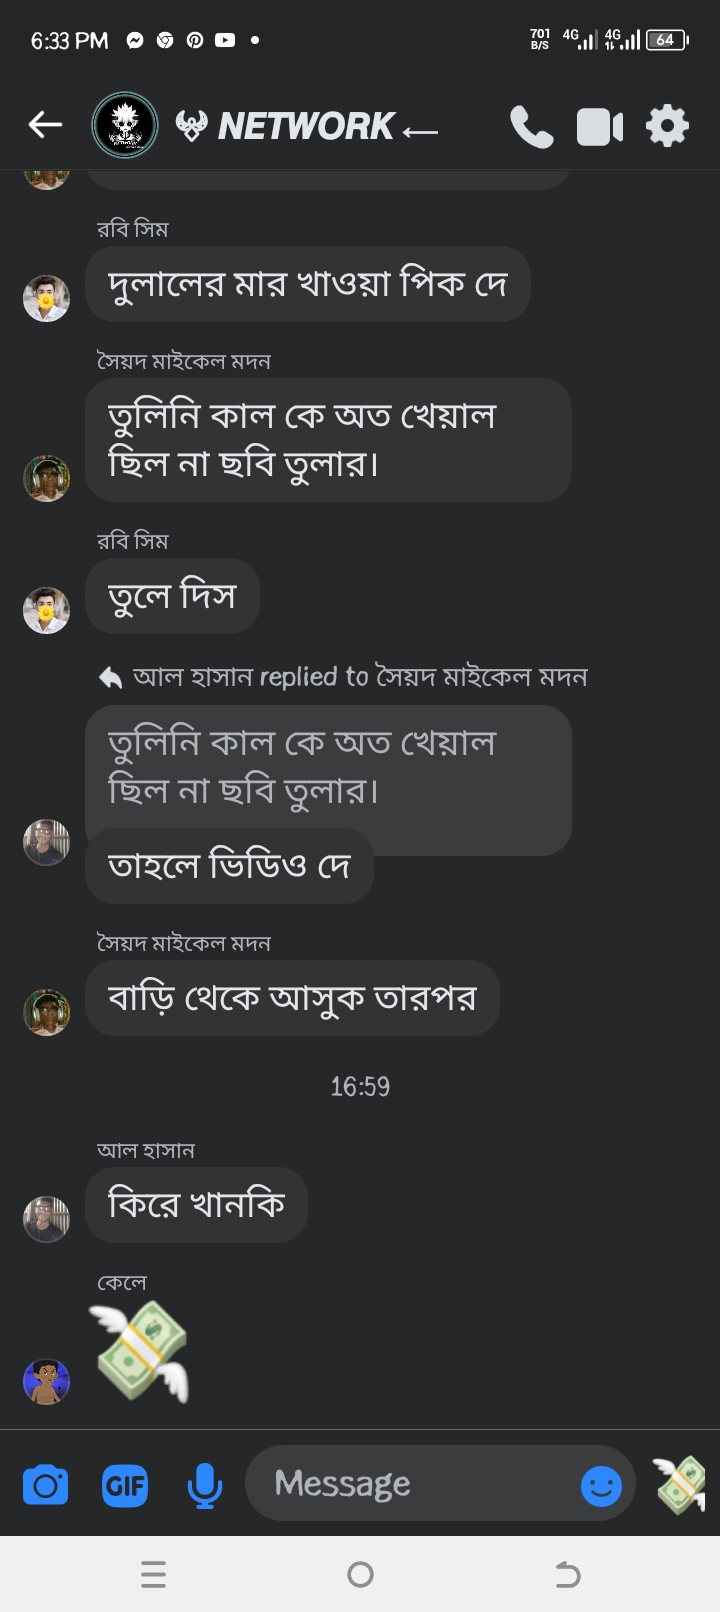 6:33 PM
701 B/S 4G 4G 64
NETWORK
রবি সিম
দুলালের মার খাওয়া পিক দে
সৈয়দ মাইকেল মদন
তুলিনি কাল কে অত খেয়াল
ছিল না ছবি তুলার।
রবি সিম
তুলে দিস
আল হাসান replied to সৈয়দ মাইকেল মদন
তুলিনি কাল কে অত খেয়াল
ছিল না ছবি তুলার।
তাহলে ভিডিও দে
সৈয়দ মাইকেল মদন
বাড়ি থেকে আসুক তারপর
16:59
আল হাসান
কিরে খানকি
কেলে
GIF
Message